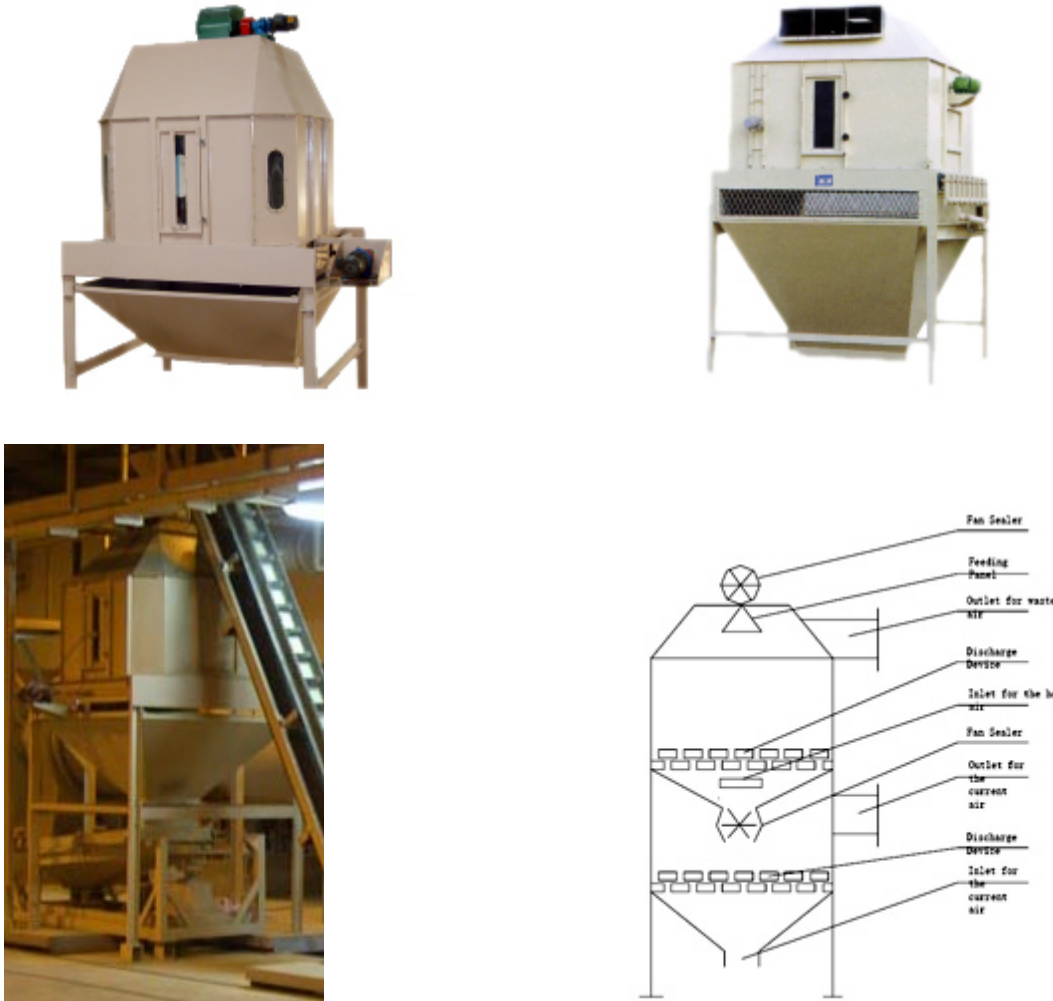 Fan Sealer
Feeding
Panel
Outlet for waste
air
Discharge
Device
Inlet for the
air
Fan Sealer
Outlet for
the
current
air
Discharge
Device
Inlet for
the
current
air